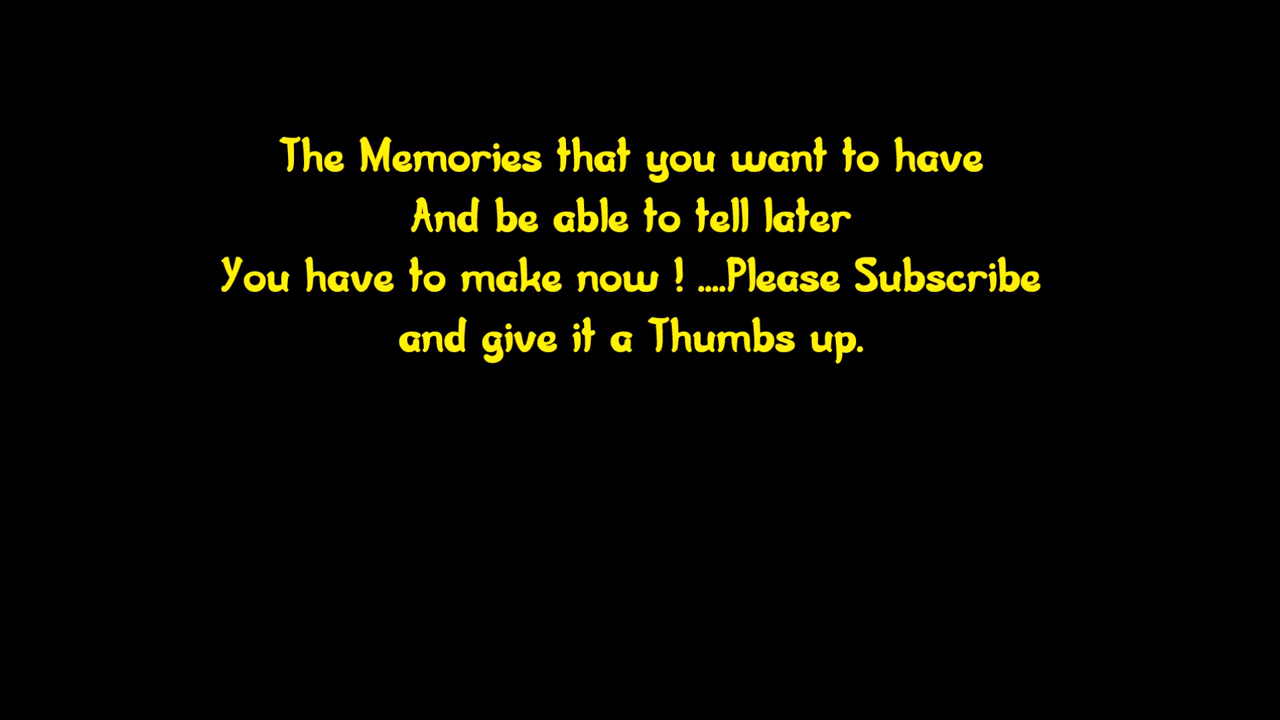 The Memories that you want to have
And be able to tell later
You have to make now ! ....Please Subscribe
and give it a Thumbs up.